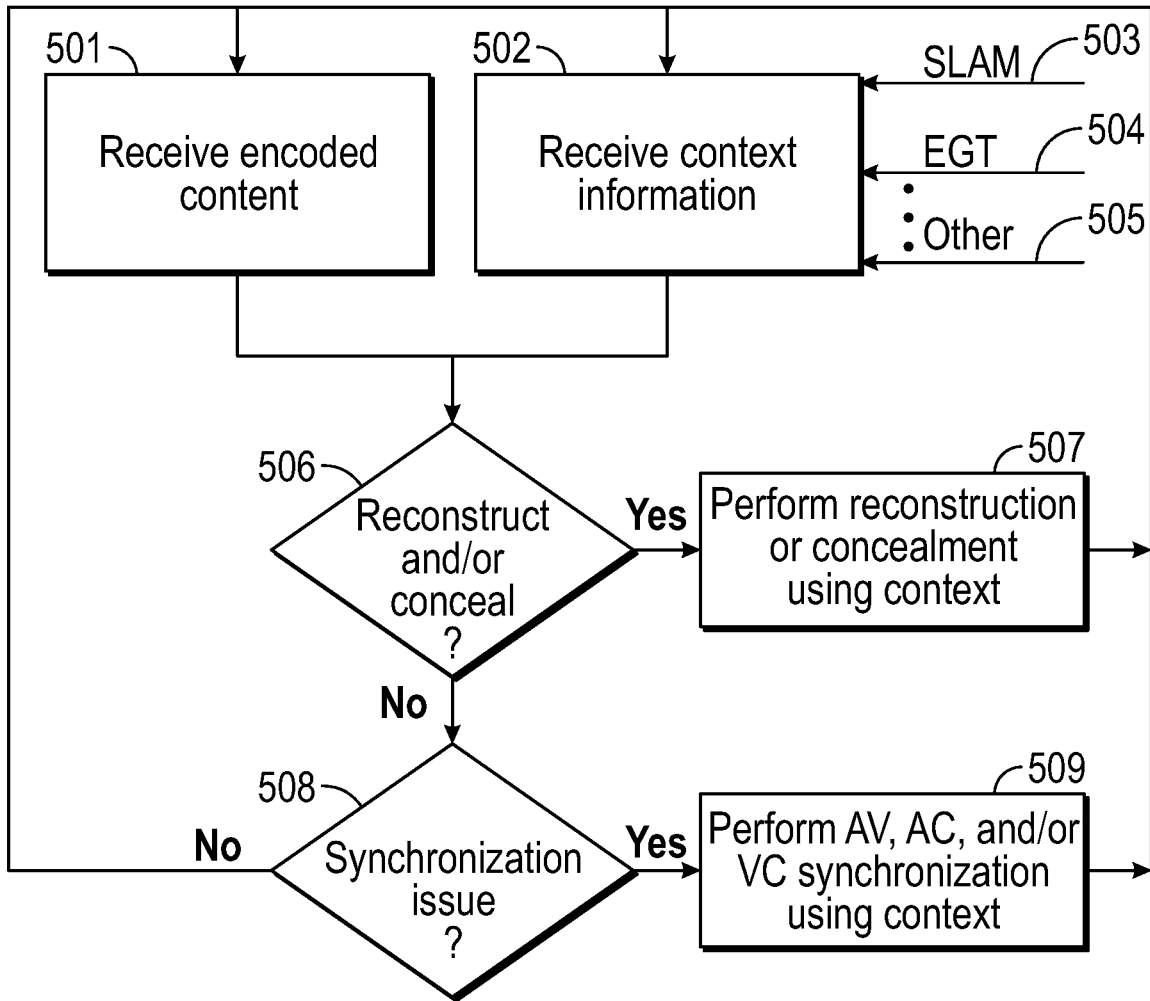 501
502
503
SLAM
504
EGT
505
Other
Receive encoded
content
Receive context
information
506
Reconstruct
and/or
conceal
?
Yes
507
Perform reconstruction
or concealment
using context
No
508
Synchronization
issue
?
No
Yes
509
Perform AV, AC, and/or
VC synchronization
using context